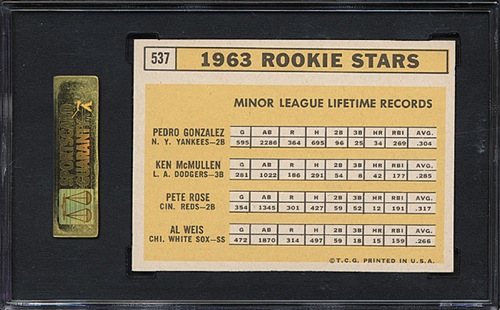 537 1963 ROOKIE STARS
MINOR LEAGUE LIFETIME RECORDS
PEDRO GONZALEZ G AB R H 2B 3B HR RBI AVG.
N. Y. YANKEES—2B 595 2286 364 695 96 25 34 269 .304
KEN McMULLEN G AB R H 2B 3B HR RBI AVG.
L. A. DODGERS—3B 281 1022 186 291 54 6 42 177 .285
PETE ROSE G AB R H 2B 3B HR RBI AVG.
CIN. REDS—2B 354 1345 301 427 59 52 12 191 .317
AL WEIS G AB R H 2B 3B HR RBI AVG.
CHI. WHITE SOX—SS 472 1870 314 497 59 18 15 159 .266
©T.C.G. PRINTED IN U.S.A.
SPORTSCARD
GUARANTY